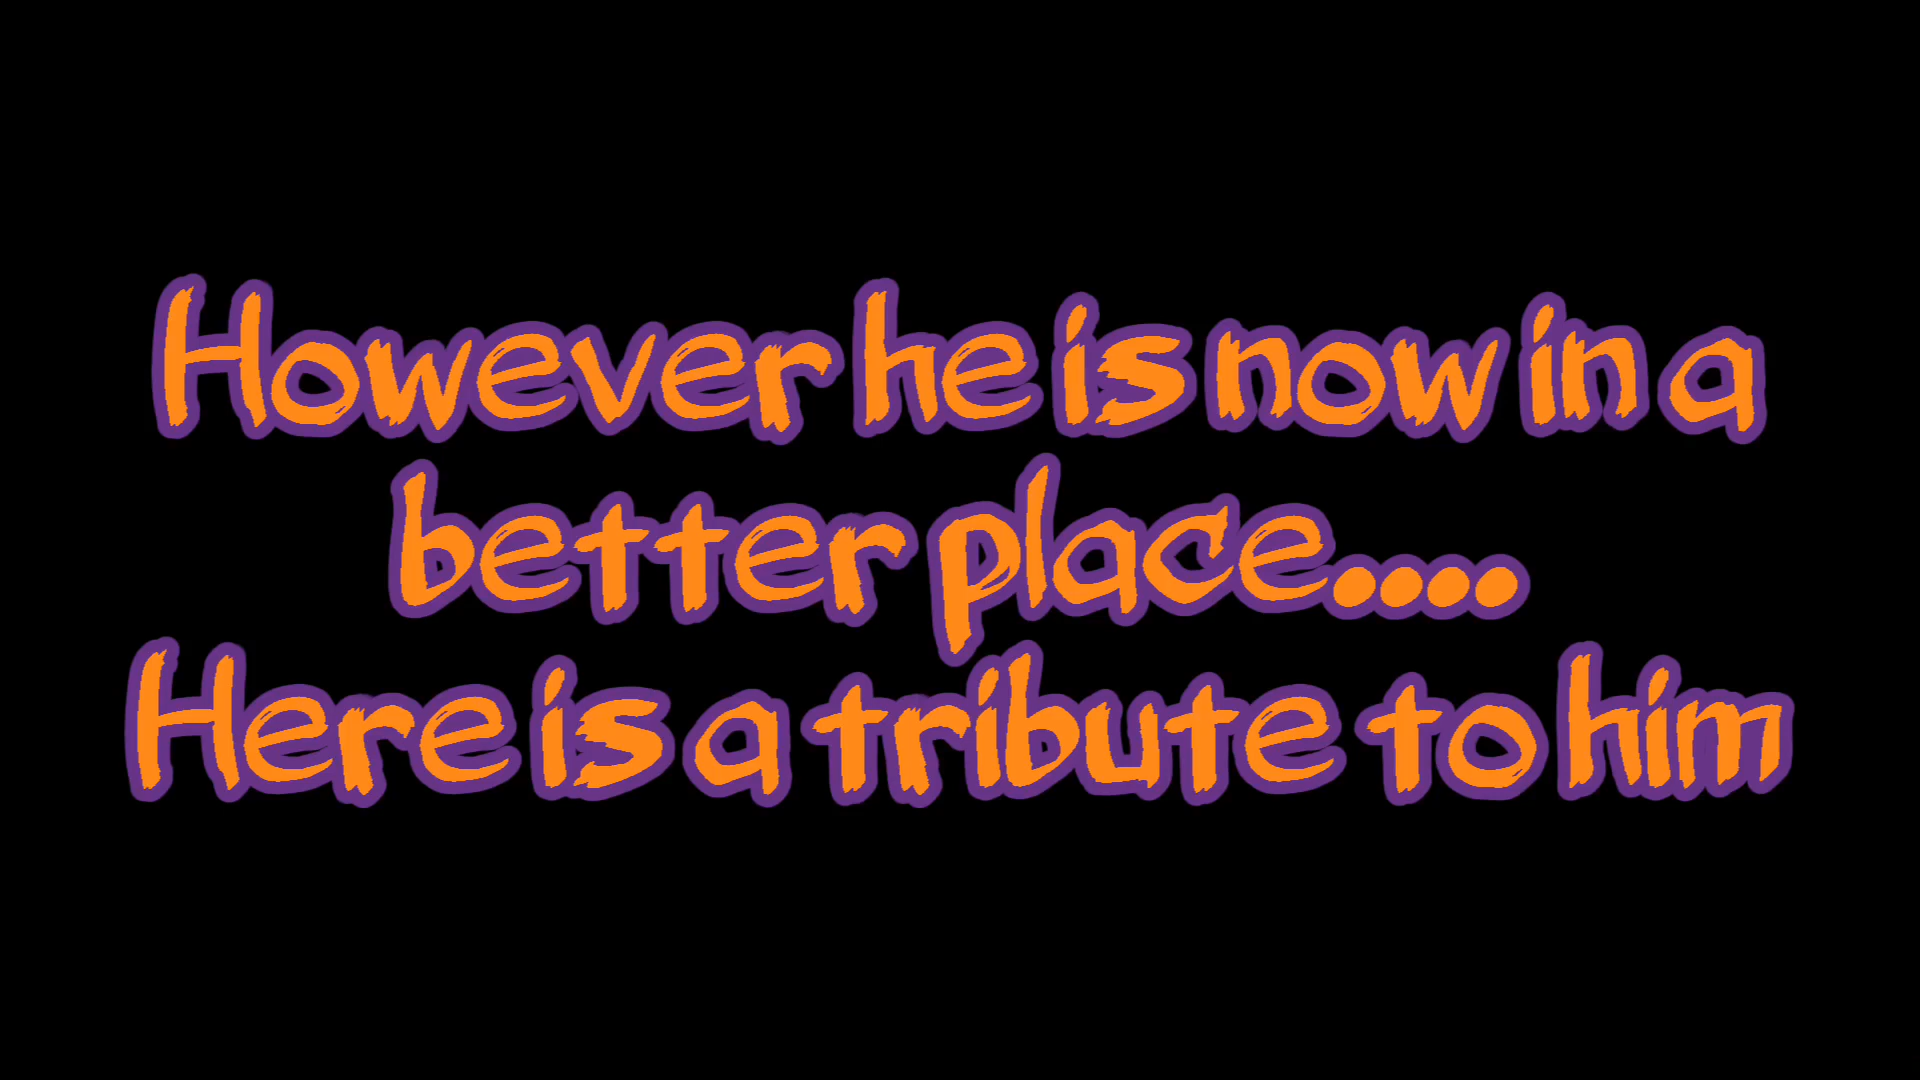 However he is now in a
better place....
Here is a tribute to him